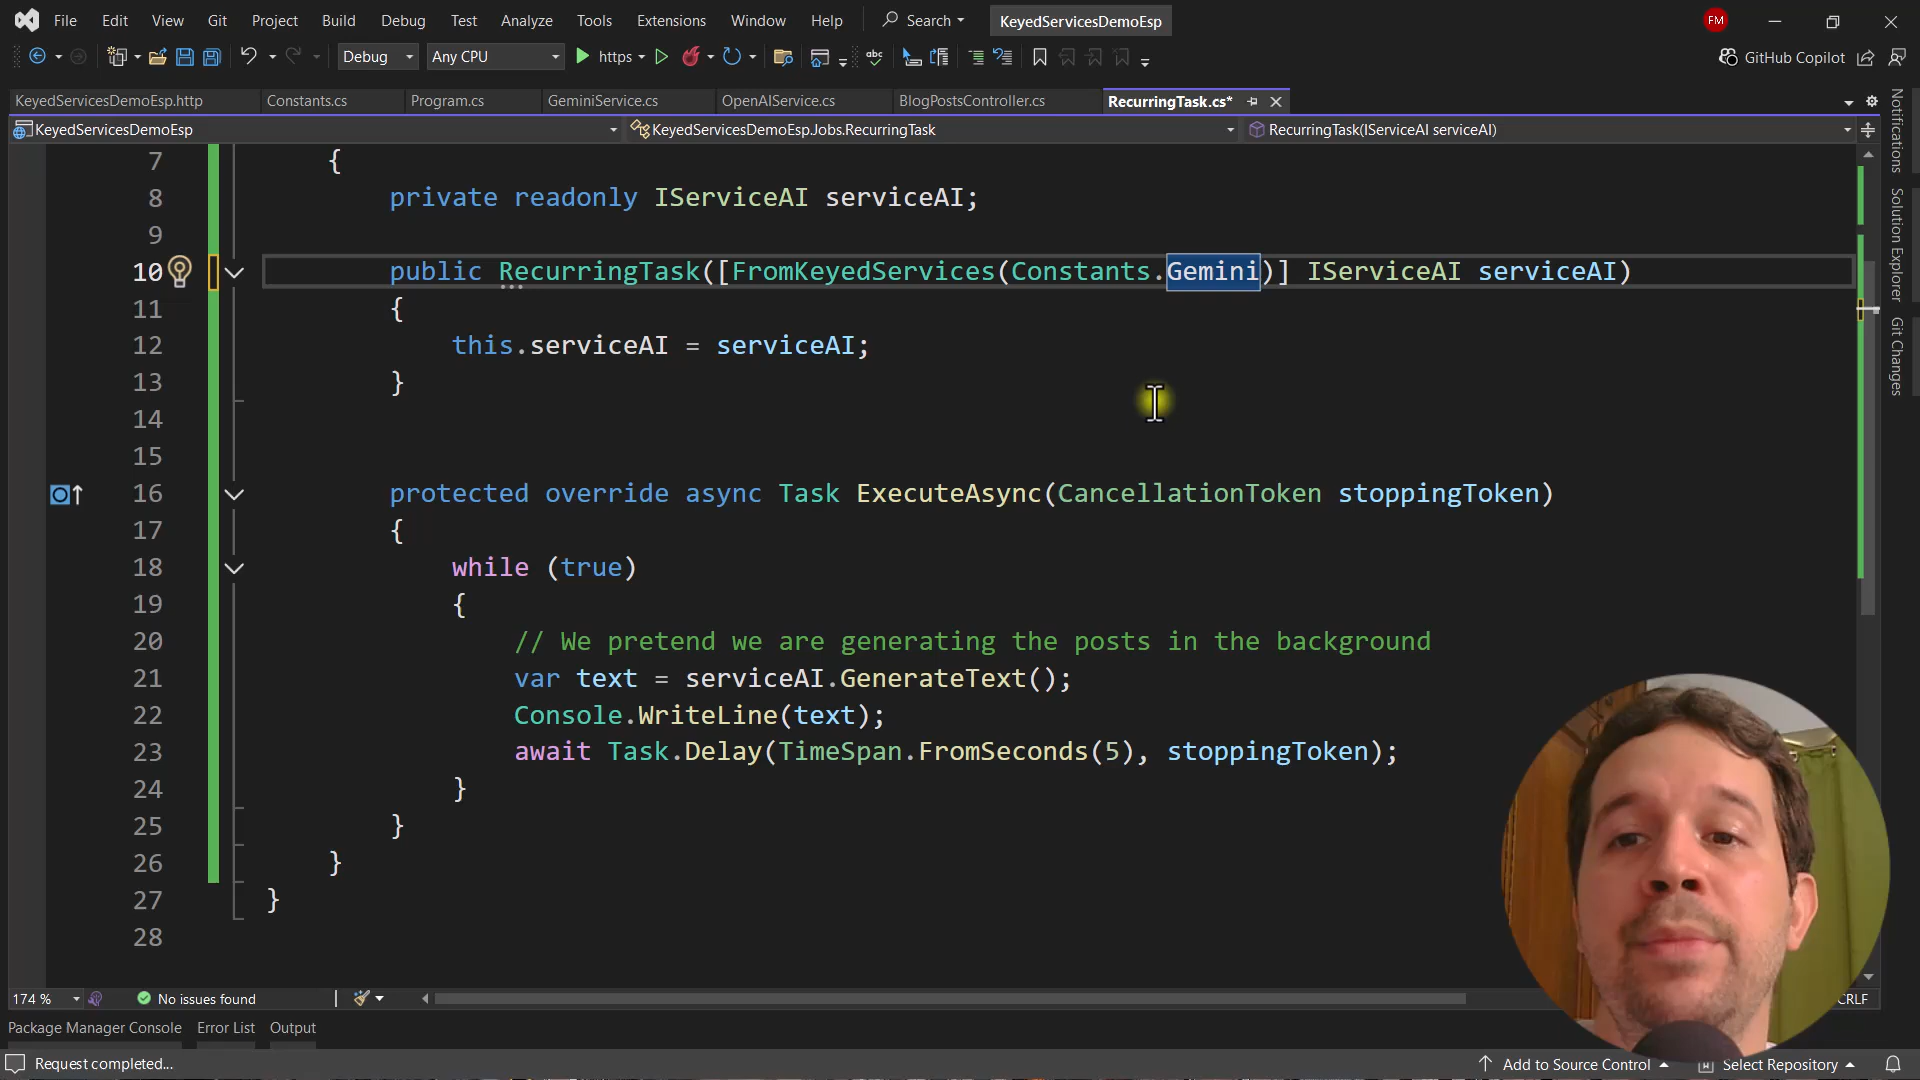 File Edit View Git Project Build Debug Test Analyze Tools Extensions Window Help Search KeyedServicesDemoEsp FM
Debug Any CPU https GitHub Copilot
KeyedServicesDemoEsp.http Constants.cs Program.cs GeminiService.cs OpenAIService.cs BlogPostsController.cs RecurringTask.cs*
KeyedServicesDemoEsp KeyedServicesDemoEsp.Jobs.RecurringTask RecurringTask(IServiceAI serviceAI)
7 {
8 private readonly IServiceAI serviceAI;
9
10 public RecurringTask([FromKeyedServices(Constants.Gemini)] IServiceAI serviceAI)
11 {
12 this.serviceAI = serviceAI;
13 }
14
15
16 protected override async Task ExecuteAsync(CancellationToken stoppingToken)
17 {
18 while (true)
19 {
20 // We pretend we are generating the posts in the background
21 var text = serviceAI.GenerateText();
22 Console.WriteLine(text);
23 await Task.Delay(TimeSpan.FromSeconds(5), stoppingToken);
24 }
25 }
26 }
27 }
28
Notifications
Solution Explorer
Git Changes
174 % No issues found CRLF
Package Manager Console Error List Output
Request completed... Add to Source Control Select Repository